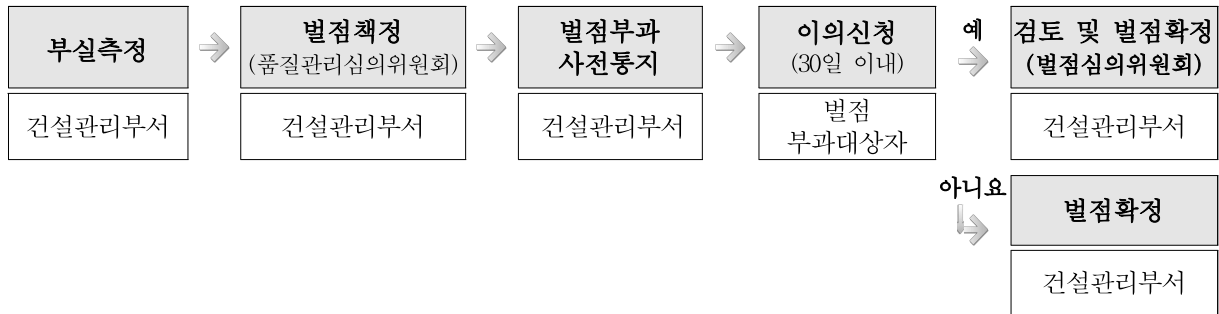 부실측정
건설관리부서
벌점책정
(품질관리심의위원회)
건설관리부서
벌점부과
사전통지
건설관리부서
이의신청
(30일 이내)
벌점
부과대상자
예
검토 및 벌점확정
(벌점심의위원회)
건설관리부서
아니요
벌점확정
건설관리부서